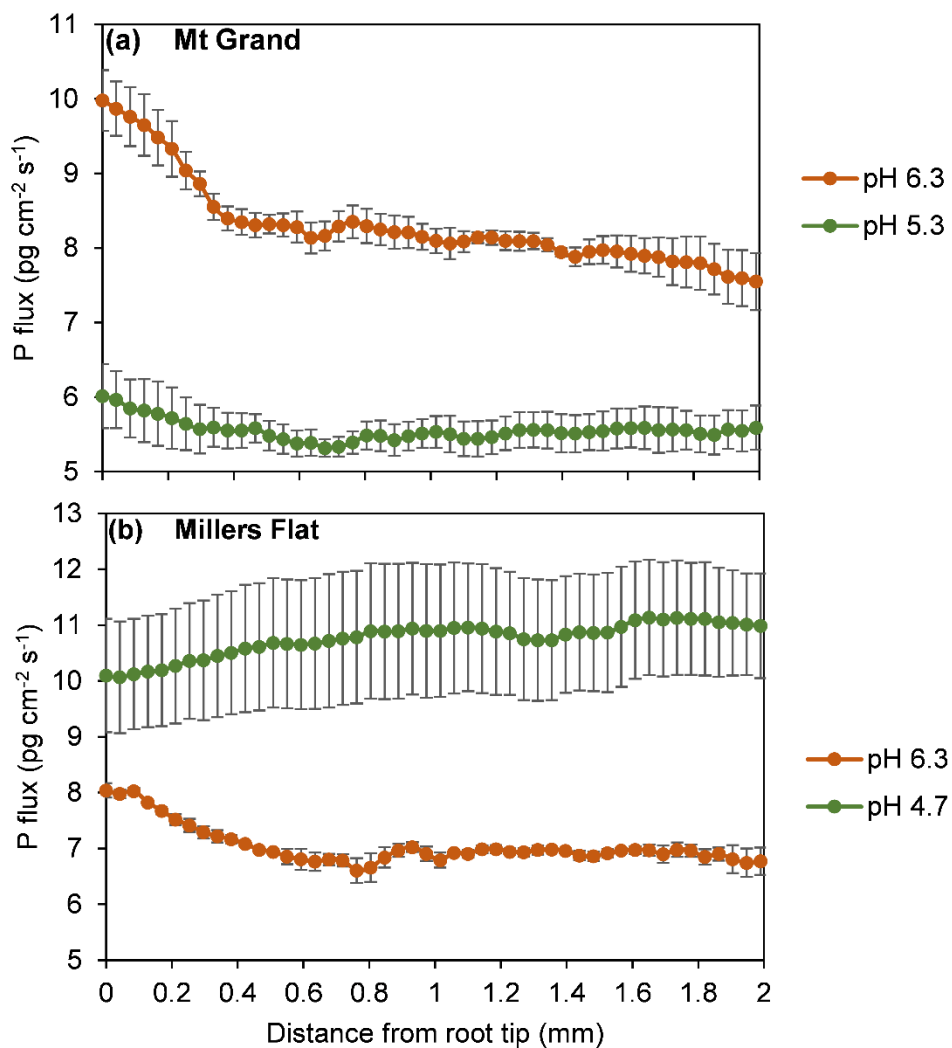 11
(a) Mt Grand
10
9
8
7
6
5
P flux (pg cm⁻² s⁻¹)
pH 6.3
pH 5.3
13
(b) Millers Flat
12
11
10
9
8
7
6
5
P flux (pg cm⁻² s⁻¹)
pH 6.3
pH 4.7
0 0.2 0.4 0.6 0.8 1 1.2 1.4 1.6 1.8 2
Distance from root tip (mm)